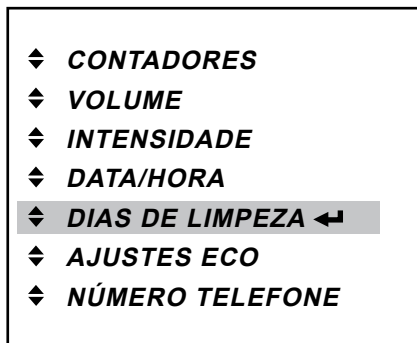 CONTADORES
VOLUME
INTENSIDADE
DATA/HORA
DIAS DE LIMPEZA
AJUSTES ECO
NÚMERO TELEFONE